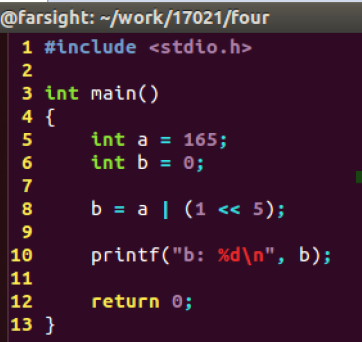 @farsight: ~/work/17021/four
1 #include <stdio.h>
2
3 int main()
4 {
5     int a = 165;
6     int b = 0;
7
8     b = a | (1 << 5);
9
10     printf("b: %d\n", b);
11
12     return 0;
13 }